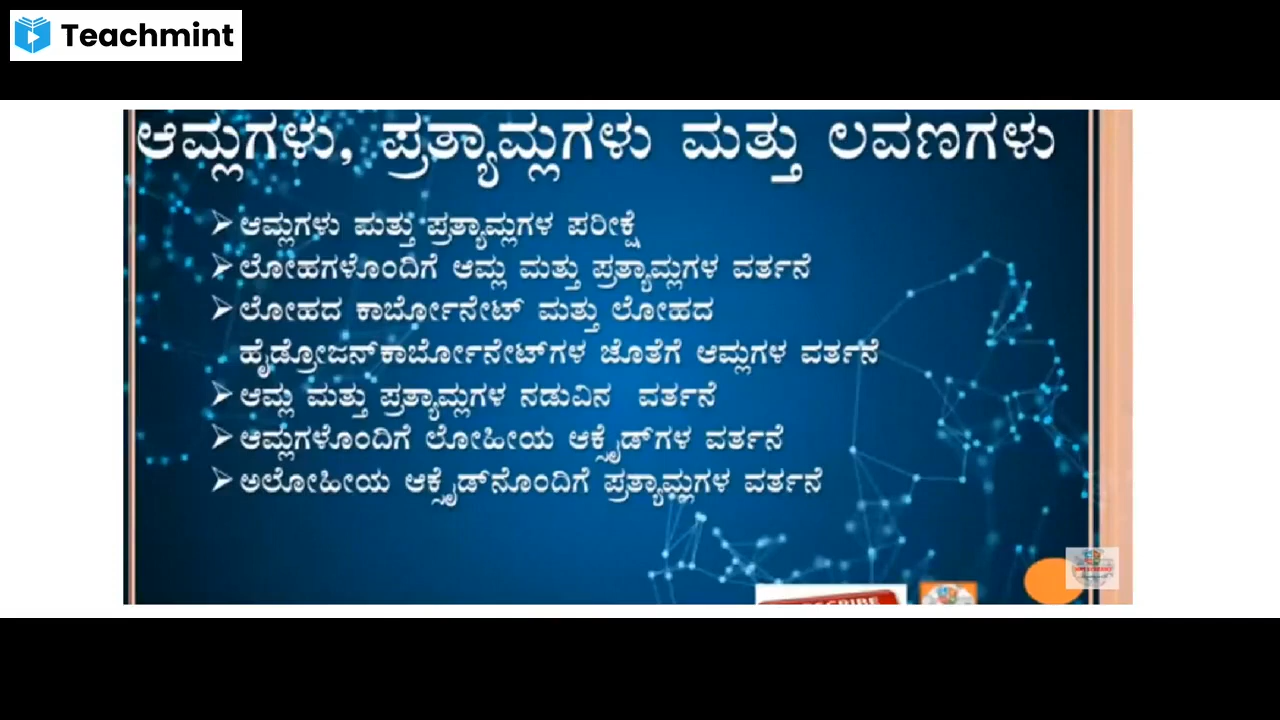 Teachmint
ಆಮ್ಲಗಳು, ಪ್ರತ್ಯಾಮ್ಲಗಳು ಮತ್ತು ಲವಣಗಳು
➢ಆಮ್ಲಗಳು ಮತ್ತು ಪ್ರತ್ಯಾಮ್ಲಗಳ ಪರೀಕ್ಷೆ
➢ಲೋಹಗಳೊಂದಿಗೆ ಆಮ್ಲ ಮತ್ತು ಪ್ರತ್ಯಾಮ್ಲಗಳ ವರ್ತನೆ
➢ಲೋಹದ ಕಾರ್ಬೋನೇಟ್ ಮತ್ತು ಲೋಹದ
ಹೈಡ್ರೋಜನ್‌ಕಾರ್ಬೋನೇಟ್‌ಗಳ ಜೊತೆಗೆ ಆಮ್ಲಗಳ ವರ್ತನೆ
➢ಆಮ್ಲ ಮತ್ತು ಪ್ರತ್ಯಾಮ್ಲಗಳ ನಡುವಿನ ವರ್ತನೆ
➢ಆಮ್ಲಗಳೊಂದಿಗೆ ಲೋಹೀಯ ಆಕ್ಸೈಡ್‌ಗಳ ವರ್ತನೆ
➢ಅಲೋಹೀಯ ಆಕ್ಸೈಡ್‌ನೊಂದಿಗೆ ಪ್ರತ್ಯಾಮ್ಲಗಳ ವರ್ತನೆ